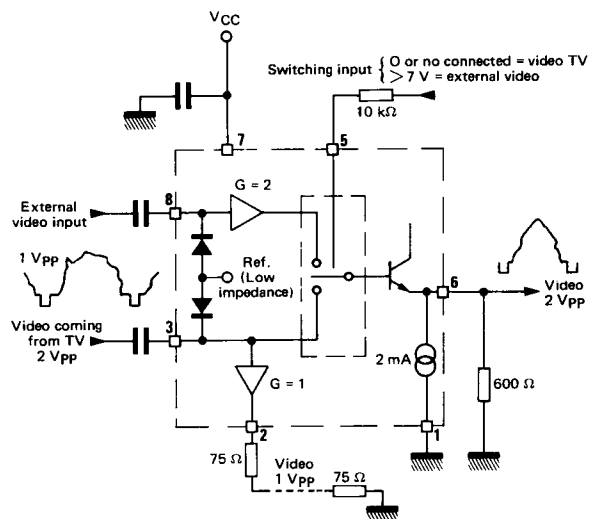 VCC
Switching input { 0 or no connected = video TV
> 7 V = external video
10 kΩ
7
5
8
G = 2
External
video input
1 VPP
Ref.
(Low
impedance)
6
Video
2 VPP
3
Video coming
from TV
2 VPP
2 mA
600 Ω
G = 1
2
1
75 Ω
Video
1 VPP
75 Ω